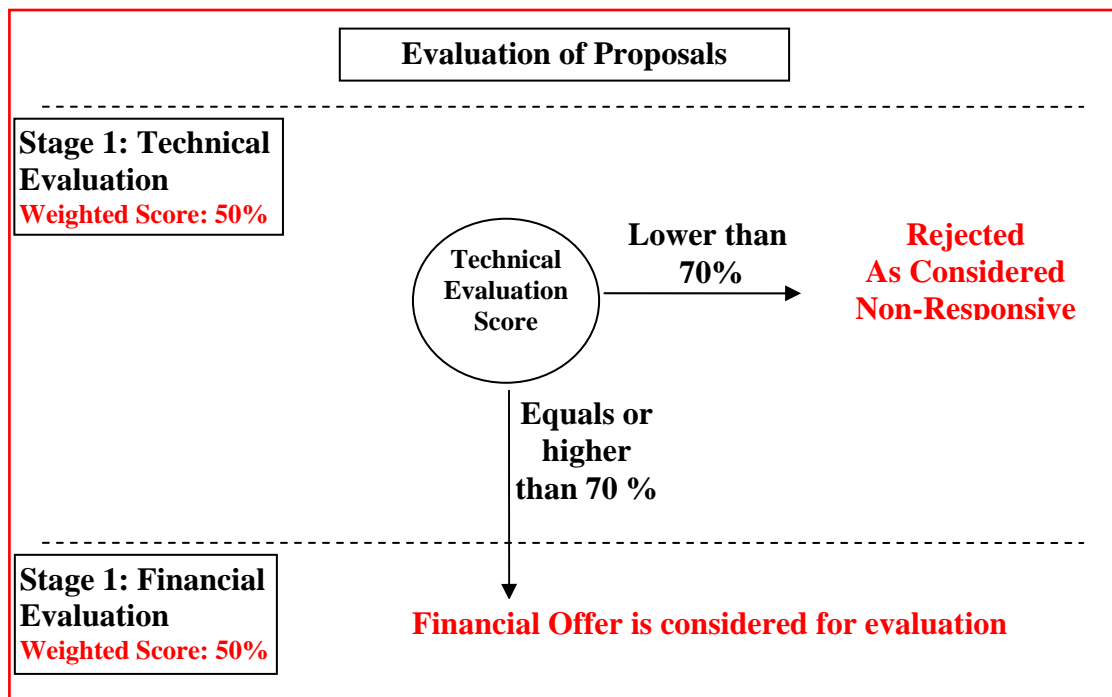 Evaluation of Proposals
Stage 1: Technical
Evaluation
Weighted Score: 50%
Technical
Evaluation
Score
Lower than
70%
Rejected
As Considered
Non-Responsive
Equals or
higher
than 70 %
Stage 1: Financial
Evaluation
Weighted Score: 50%
Financial Offer is considered for evaluation